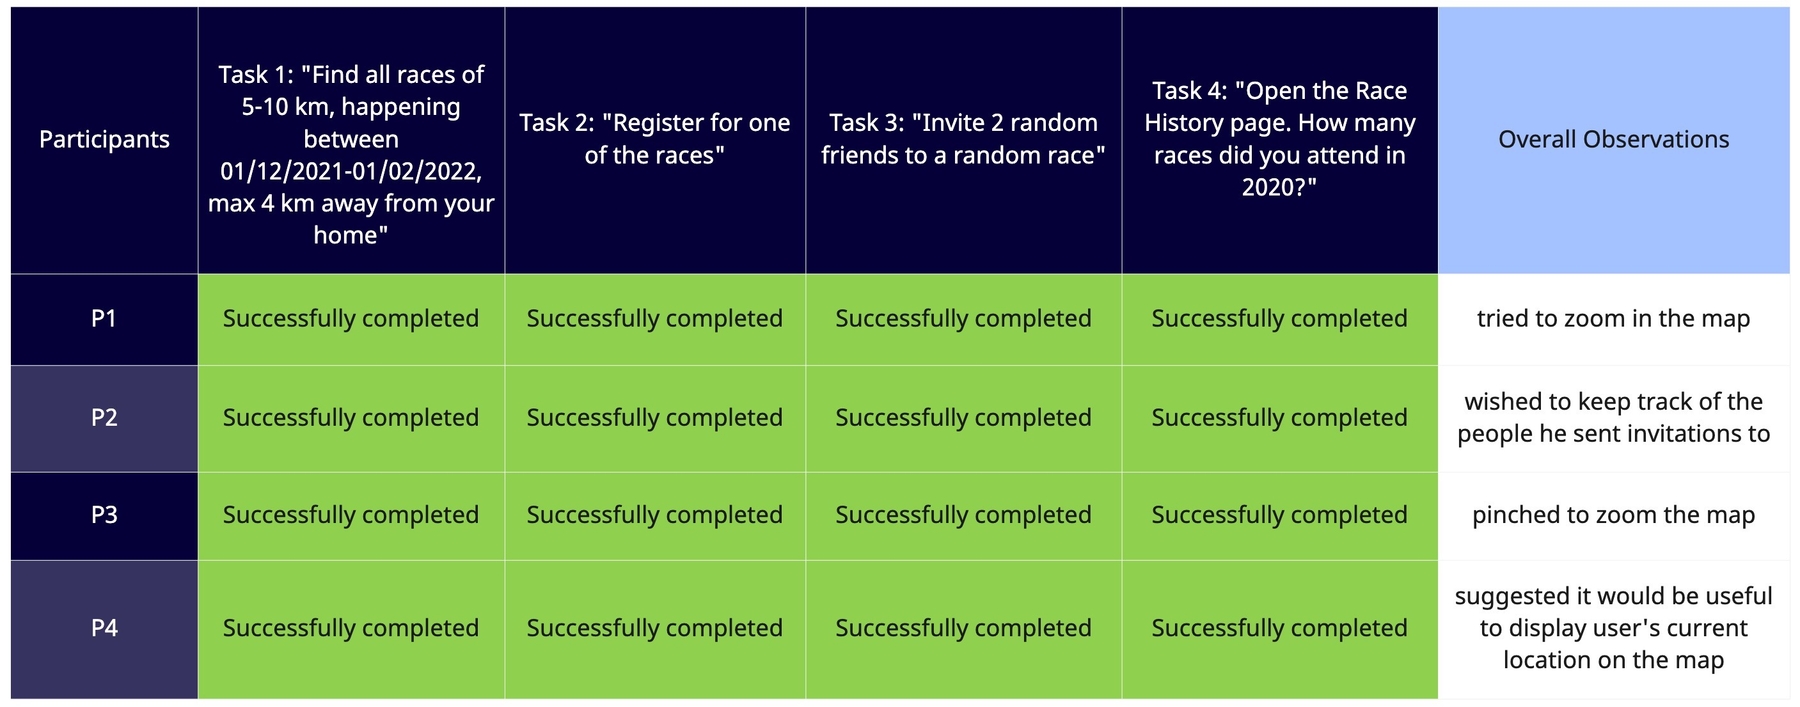 Participants
Task 1: "Find all races of
5-10 km, happening
between
01/12/2021-01/02/2022,
max 4 km away from your
home"
Task 2: "Register for one
of the races"
Task 3: "Invite 2 random
friends to a random race"
Task 4: "Open the Race
History page. How many
races did you attend in
2020?"
Overall Observations
P1
Successfully completed
Successfully completed
Successfully completed
Successfully completed
tried to zoom in the map
P2
Successfully completed
Successfully completed
Successfully completed
Successfully completed
wished to keep track of the
people he sent invitations to
P3
Successfully completed
Successfully completed
Successfully completed
Successfully completed
pinched to zoom the map
P4
Successfully completed
Successfully completed
Successfully completed
Successfully completed
suggested it would be useful
to display user's current
location on the map